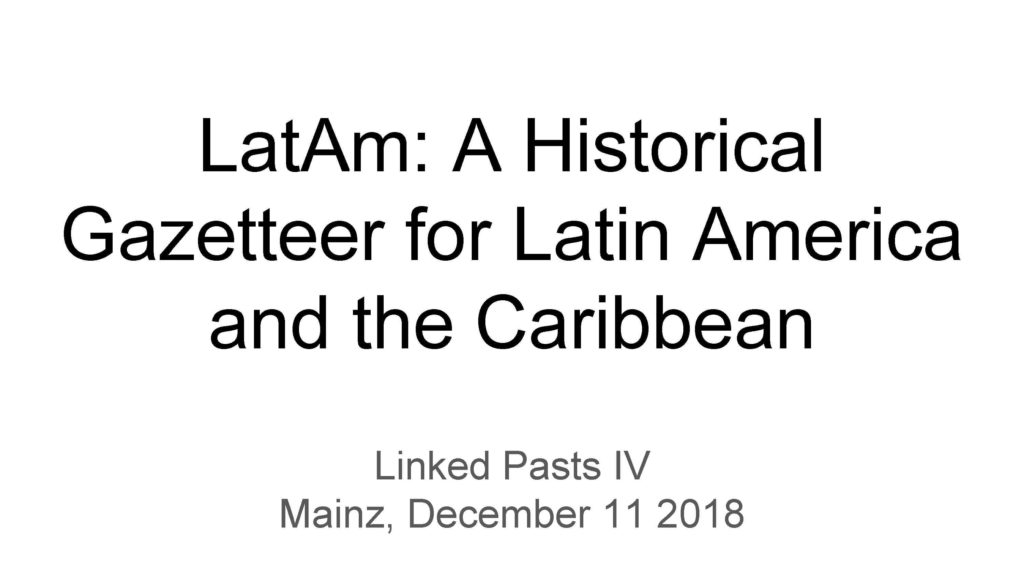 LatAm: A Historical
Gazetteer for Latin America
and the Caribbean
Linked Pasts IV
Mainz, December 11 2018